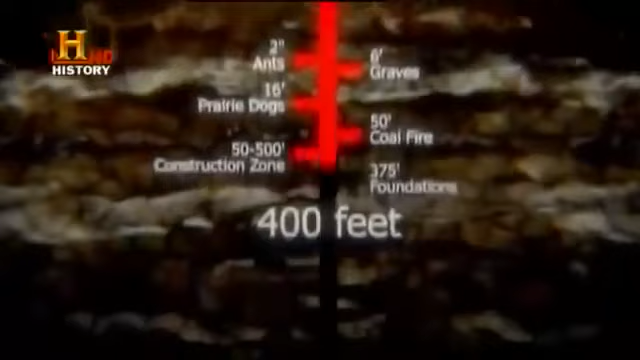 H HD
HISTORY
2"
Ants
6'
Graves
16'
Prairie Dogs
50'
Coal Fire
50-500'
Construction Zone
375'
Foundations
400 feet